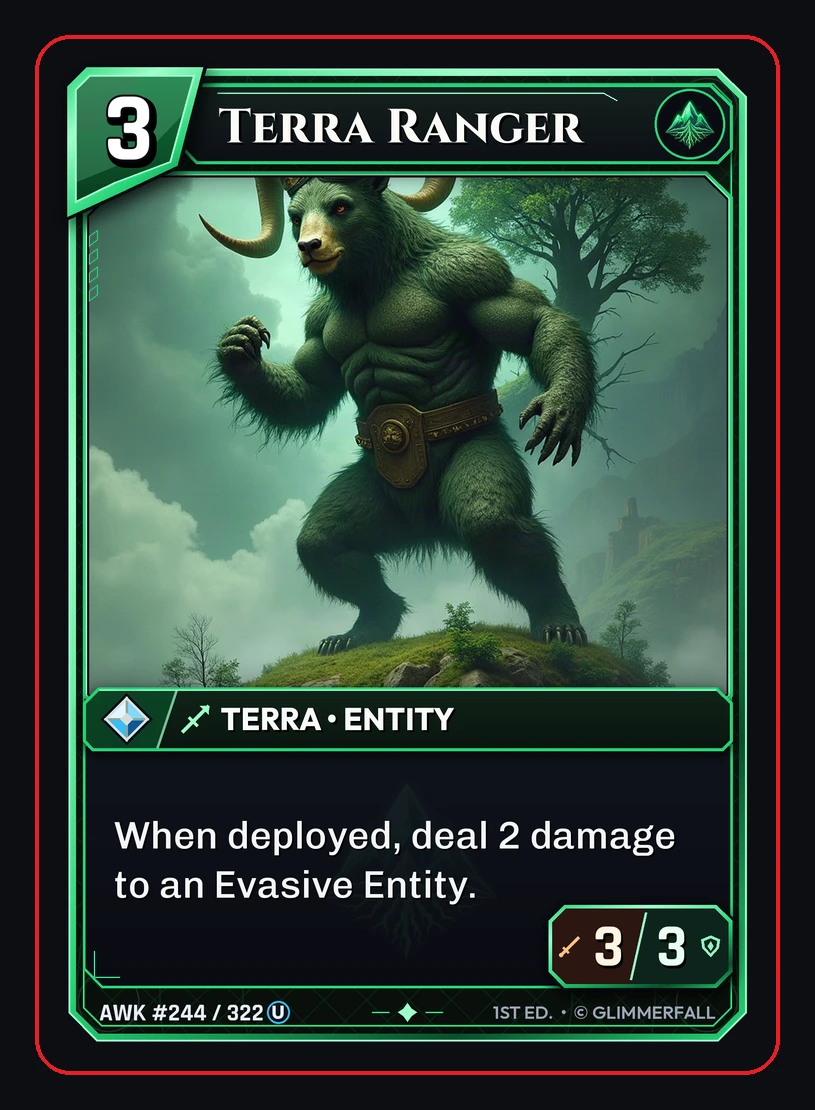 3
TERRA RANGER
TERRA • ENTITY
When deployed, deal 2 damage
to an Evasive Entity.
3 / 3
AWK #244 / 322 U
1ST ED. • © GLIMMERFALL